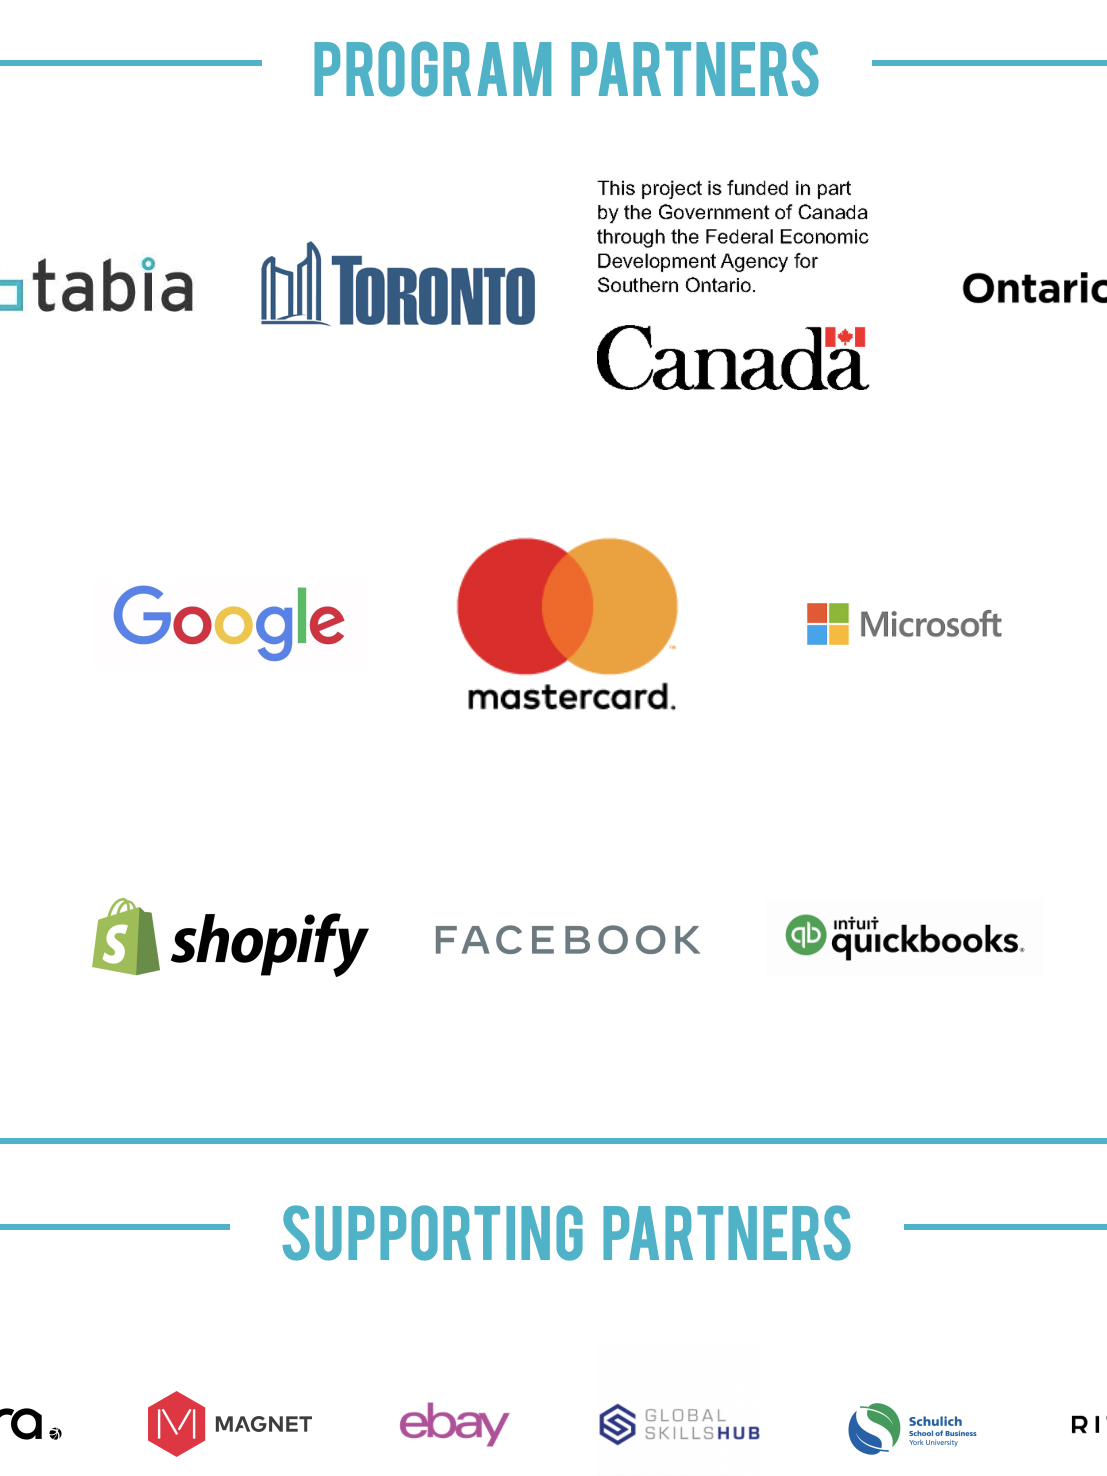 PROGRAM PARTNERS
tabia
TORONTO
This project is funded in part
by the Government of Canada
through the Federal Economic
Development Agency for
Southern Ontario.
Canada
Ontario
Google
mastercard.
Microsoft
shopify
FACEBOOK
intuit
quickbooks.
SUPPORTING PARTNERS
MAGNET
ebay
GLOBAL
SKILLSHUB
Schulich
School of Business
York University